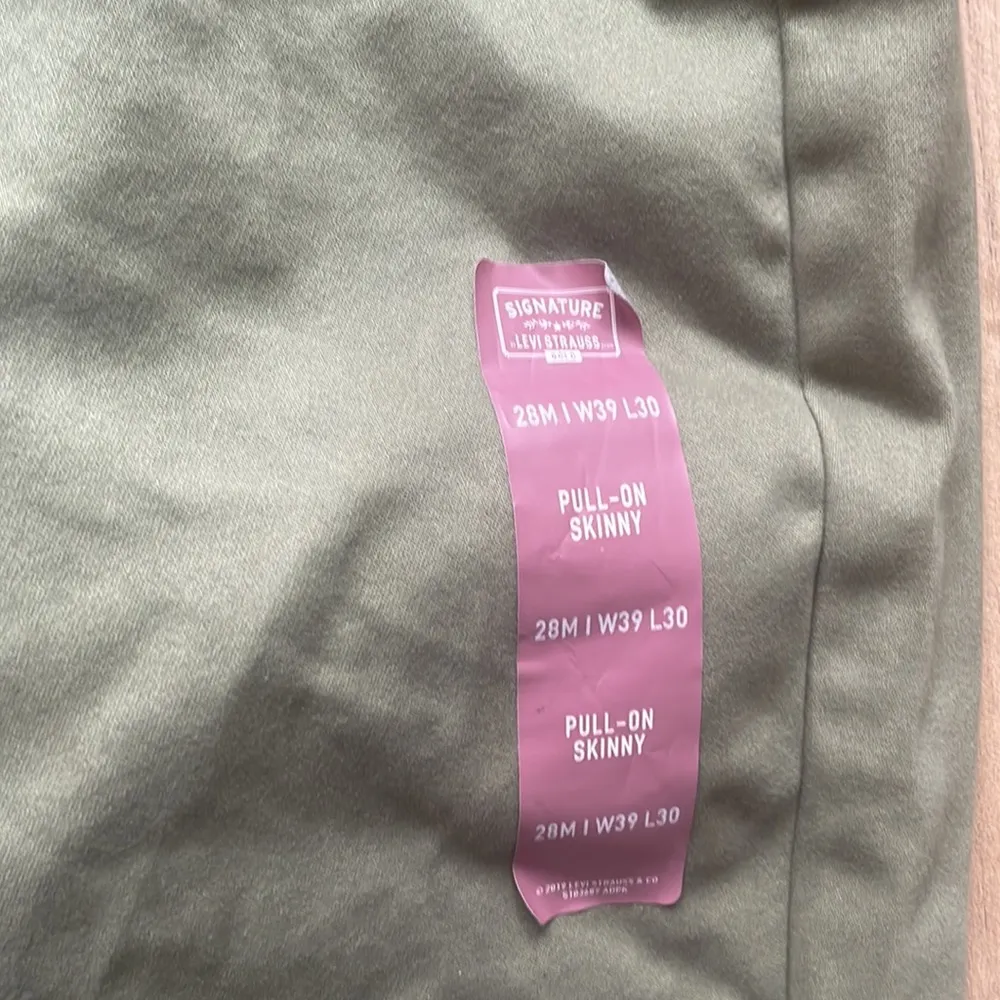 SIGNATURE
LEVI STRAUSS
GOLD
28M | W39 L30
PULL-ON
SKINNY
28M | W39 L30
PULL-ON
SKINNY
28M | W39 L30
© 2019 LEVI STRAUSS & CO